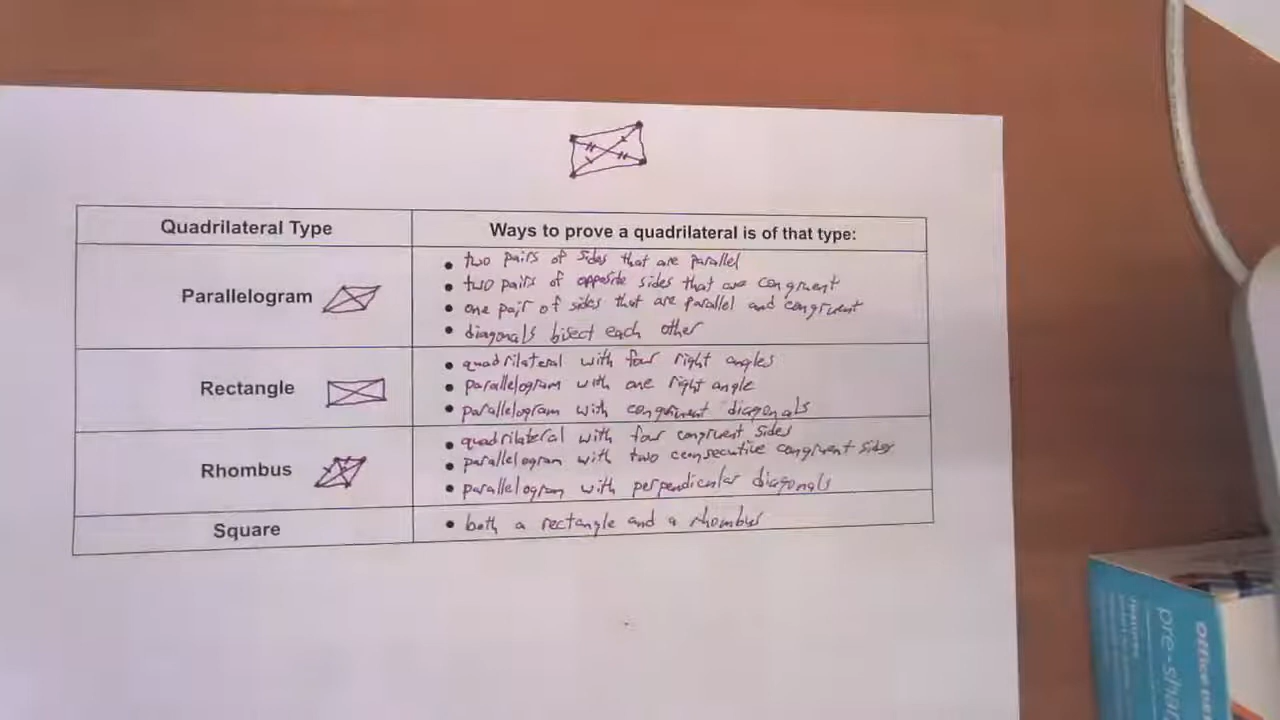 Quadrilateral Type
Ways to prove a quadrilateral is of that type:
Parallelogram
• two pairs of sides that are parallel
• two pairs of opposite sides that are congruent
• one pair of sides that are parallel and congruent
• diagonals bisect each other
Rectangle
• quadrilateral with four right angles
• parallelogram with one right angle
• parallelogram with congruent diagonals
Rhombus
• quadrilateral with four congruent sides
• parallelogram with two consecutive congruent sides
• parallelogram with perpendicular diagonals
Square
• both a rectangle and a rhombus
office
pre-shar